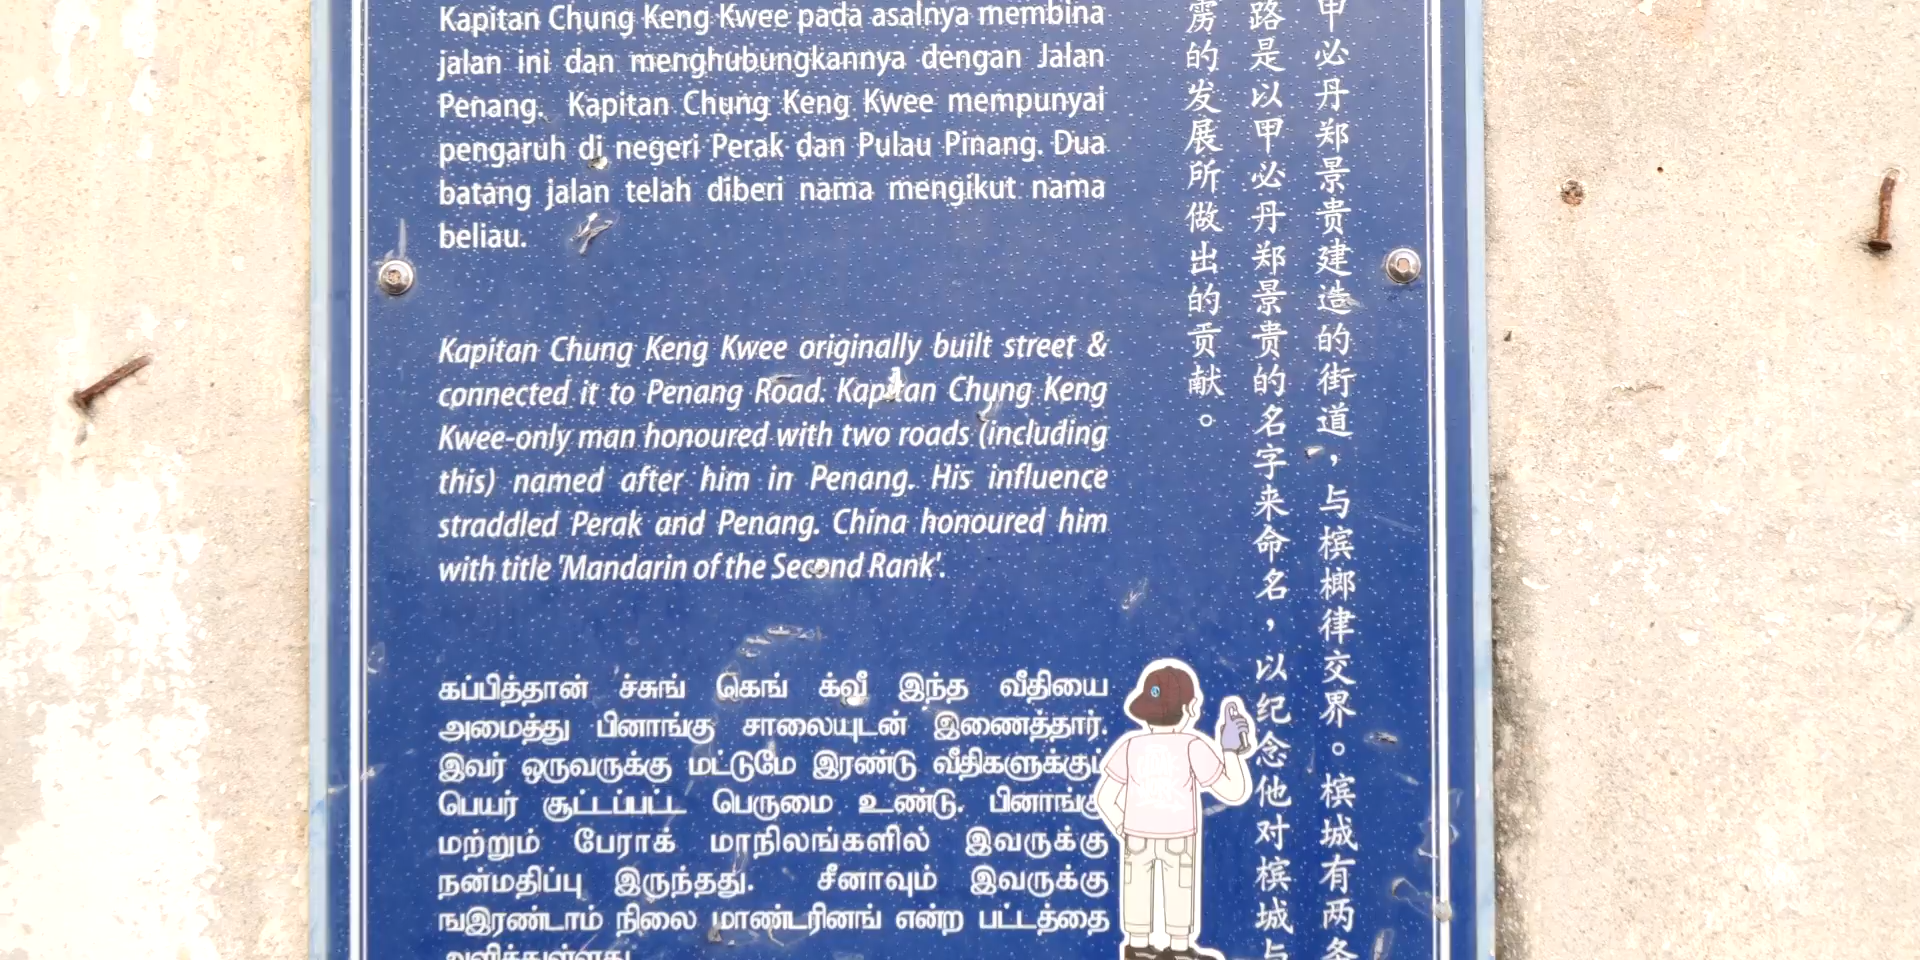 Kapitan Chung Keng Kwee pada asalnya membina
jalan ini dan menghubungkannya dengan Jalan
Penang. Kapitan Chung Keng Kwee mempunyai
pengaruh di negeri Perak dan Pulau Pinang. Dua
batang jalan telah diberi nama mengikut nama
beliau.
Kapitan Chung Keng Kwee originally built street &
connected it to Penang Road. Kapitan Chung Keng
Kwee-only man honoured with two roads (including
this) named after him in Penang. His influence
straddled Perak and Penang. China honoured him
with title 'Mandarin of the Second Rank'.
கப்பித்தான் ச்சுங் கெங் க்வீ இந்த வீதியை
அமைத்து பினாங்கு சாலையுடன் இணைத்தார்.
இவர் ஒருவருக்கு மட்டுமே இரண்டு வீதிகளுக்கும்
பெயர் சூட்டப்பட்ட பெருமை உண்டு. பினாங்கு
மற்றும் பேராக் மாநிலங்களில் இவருக்கு
நன்மதிப்பு இருந்தது. சீனாவும் இவருக்கு
ஙஇரண்டாம் நிலை மாண்டரினங் என்ற பட்டத்தை
甲必丹郑景贵建造的街道，与槟榔律交界。槟城有两条
路是以甲必丹郑景贵的名字来命名，以纪念他对槟城与
雳的发展所做出的贡献。